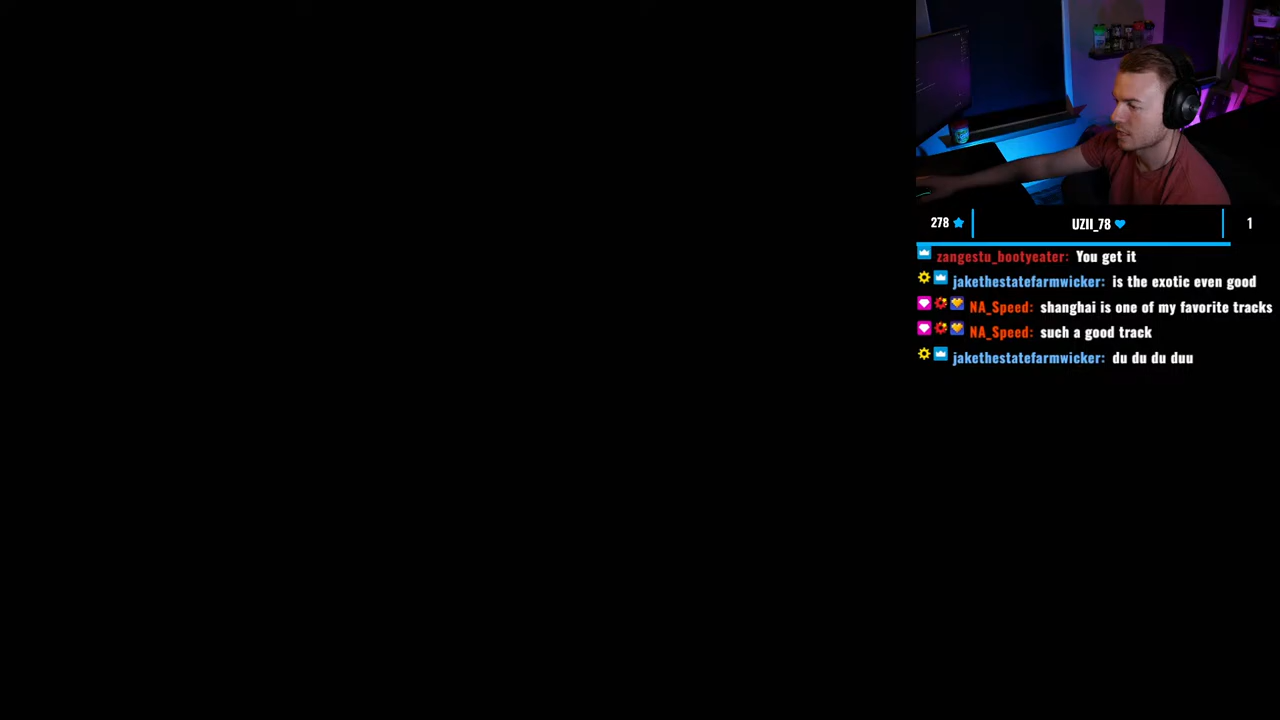 278
UZII_78
1
zangestu_bootyeater: You get it
jakethestatefarmwicker: is the exotic even good
NA_Speed: shanghai is one of my favorite tracks
NA_Speed: such a good track
jakethestatefarmwicker: du du du duu